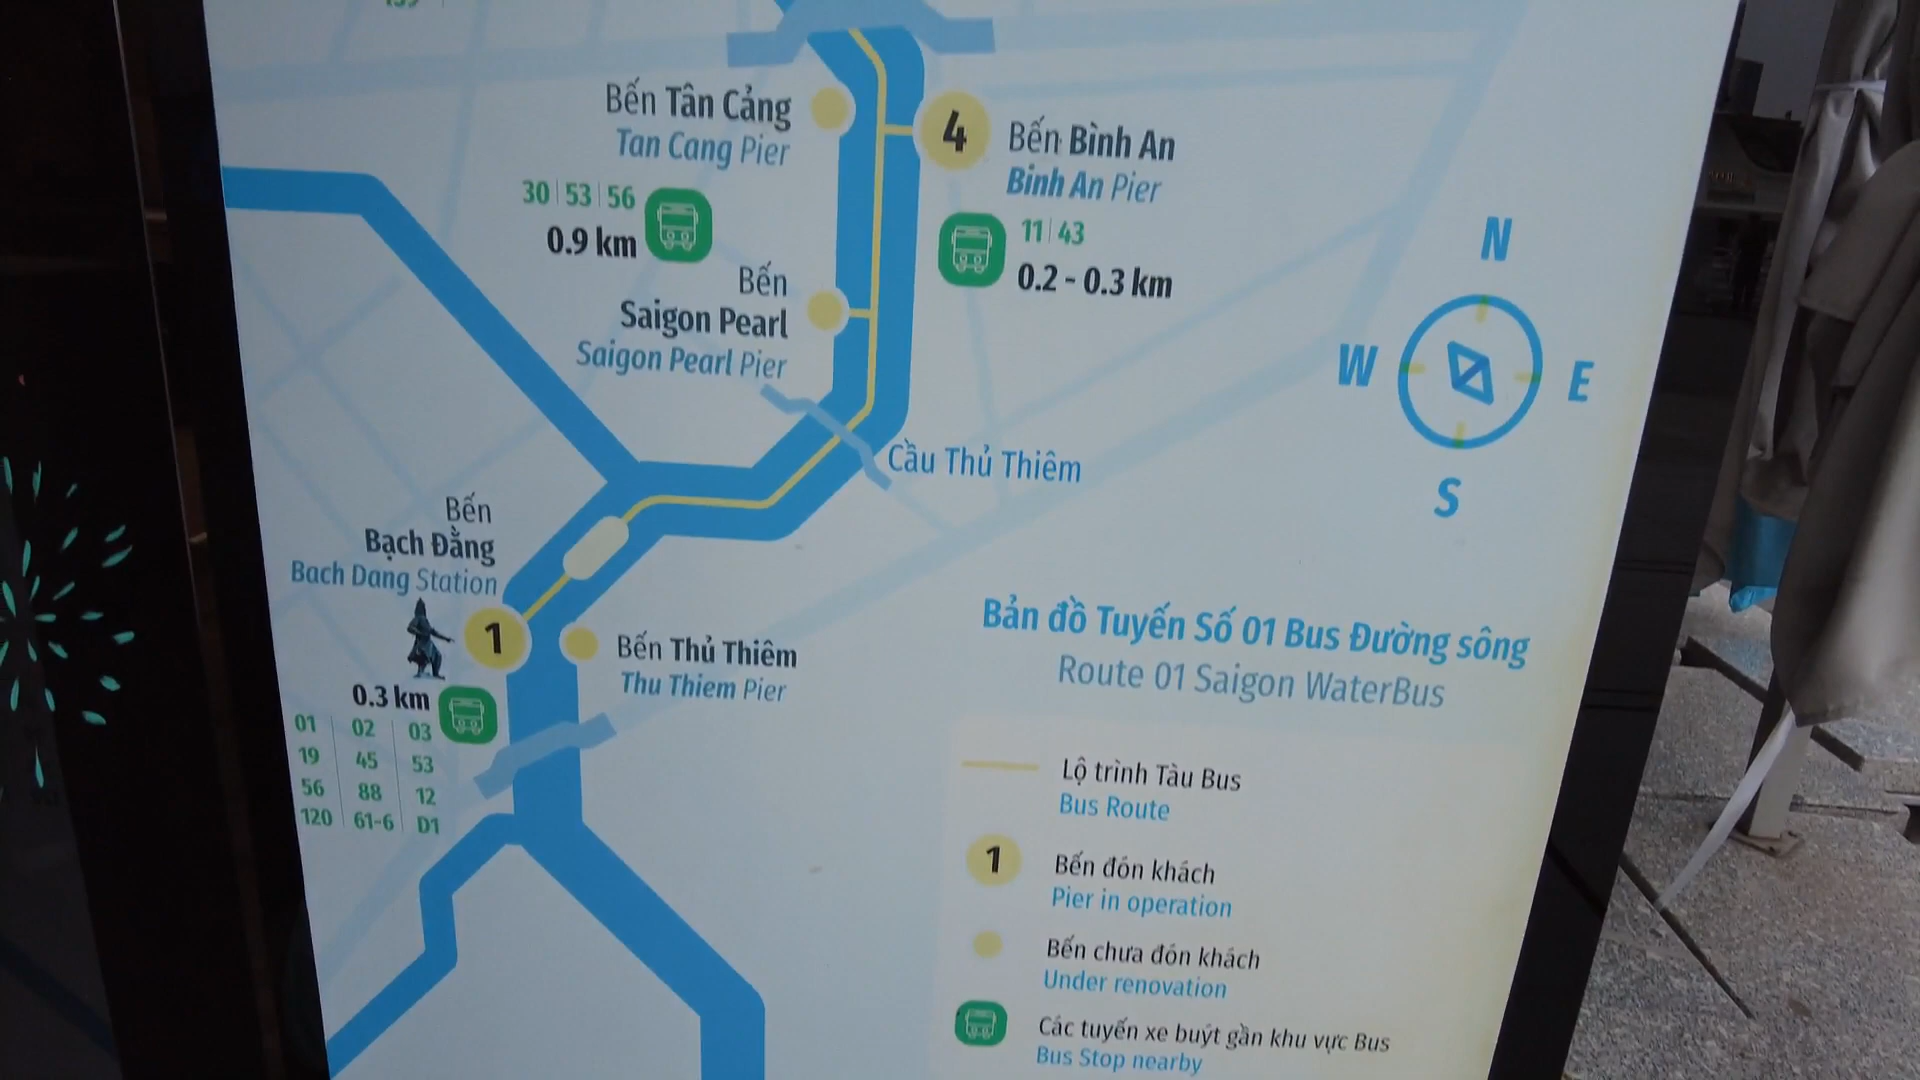 Bến Tân Cảng
Tan Cang Pier
30 | 53 | 56
0.9 km
4
Bến Bình An
Binh An Pier
11 | 43
0.2 - 0.3 km
Bến
Saigon Pearl
Saigon Pearl Pier
N
W
E
S
Cầu Thủ Thiêm
Bến
Bạch Đằng
Bach Dang Station
1
0.3 km
01 | 02 | 03
19 | 45 | 53
56 | 88 | 12
120 | 61-6 | D1
Bến Thủ Thiêm
Thu Thiem Pier
Bản đồ Tuyến Số 01 Bus Đường sông
Route 01 Saigon WaterBus
Lộ trình Tàu Bus
Bus Route
1
Bến đón khách
Pier in operation
Bến chưa đón khách
Under renovation
Các tuyến xe buýt gần khu vực Bus
Bus Stop nearby